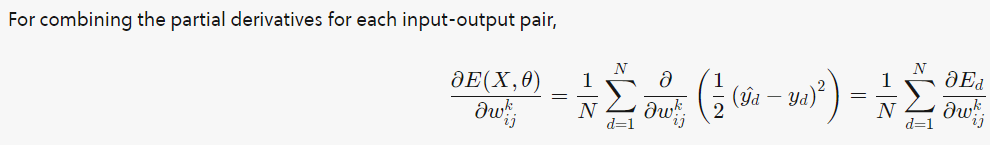 For combining the partial derivatives for each input-output pair,
∂E(X, θ)/∂w_{ij}^k = 1/N ∑_{d=1}^N ∂/∂w_{ij}^k (1/2 (ŷ_d − y_d)^2) = 1/N ∑_{d=1}^N ∂E_d/∂w_{ij}^k